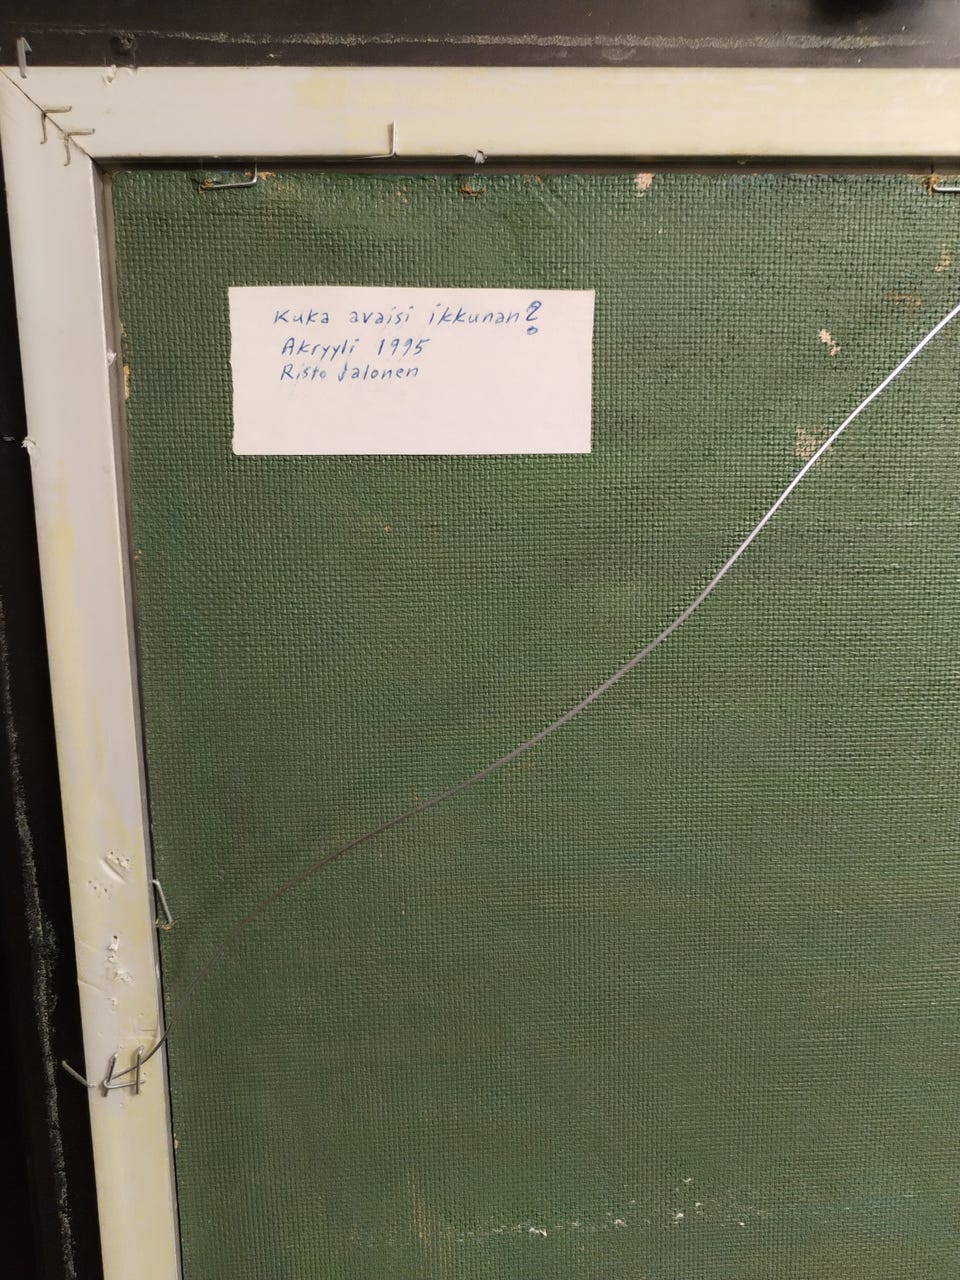 Kuka avaisi ikkunan?
Akryyli 1995
Risto Jalonen